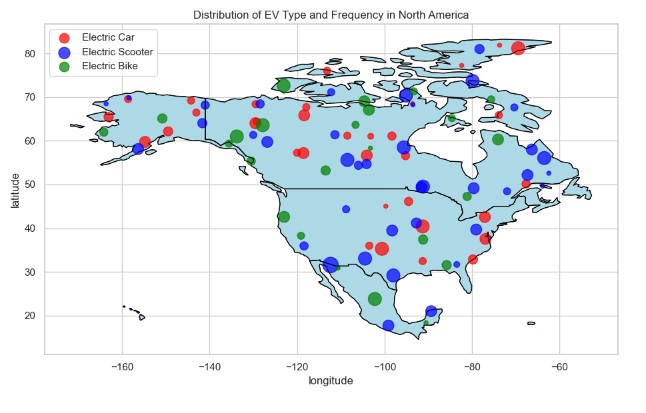 Distribution of EV Type and Frequency in North America
Electric Car
Electric Scooter
Electric Bike
latitude
80
70
60
50
40
30
20
−160
−140
−120
−100
−80
−60
longitude